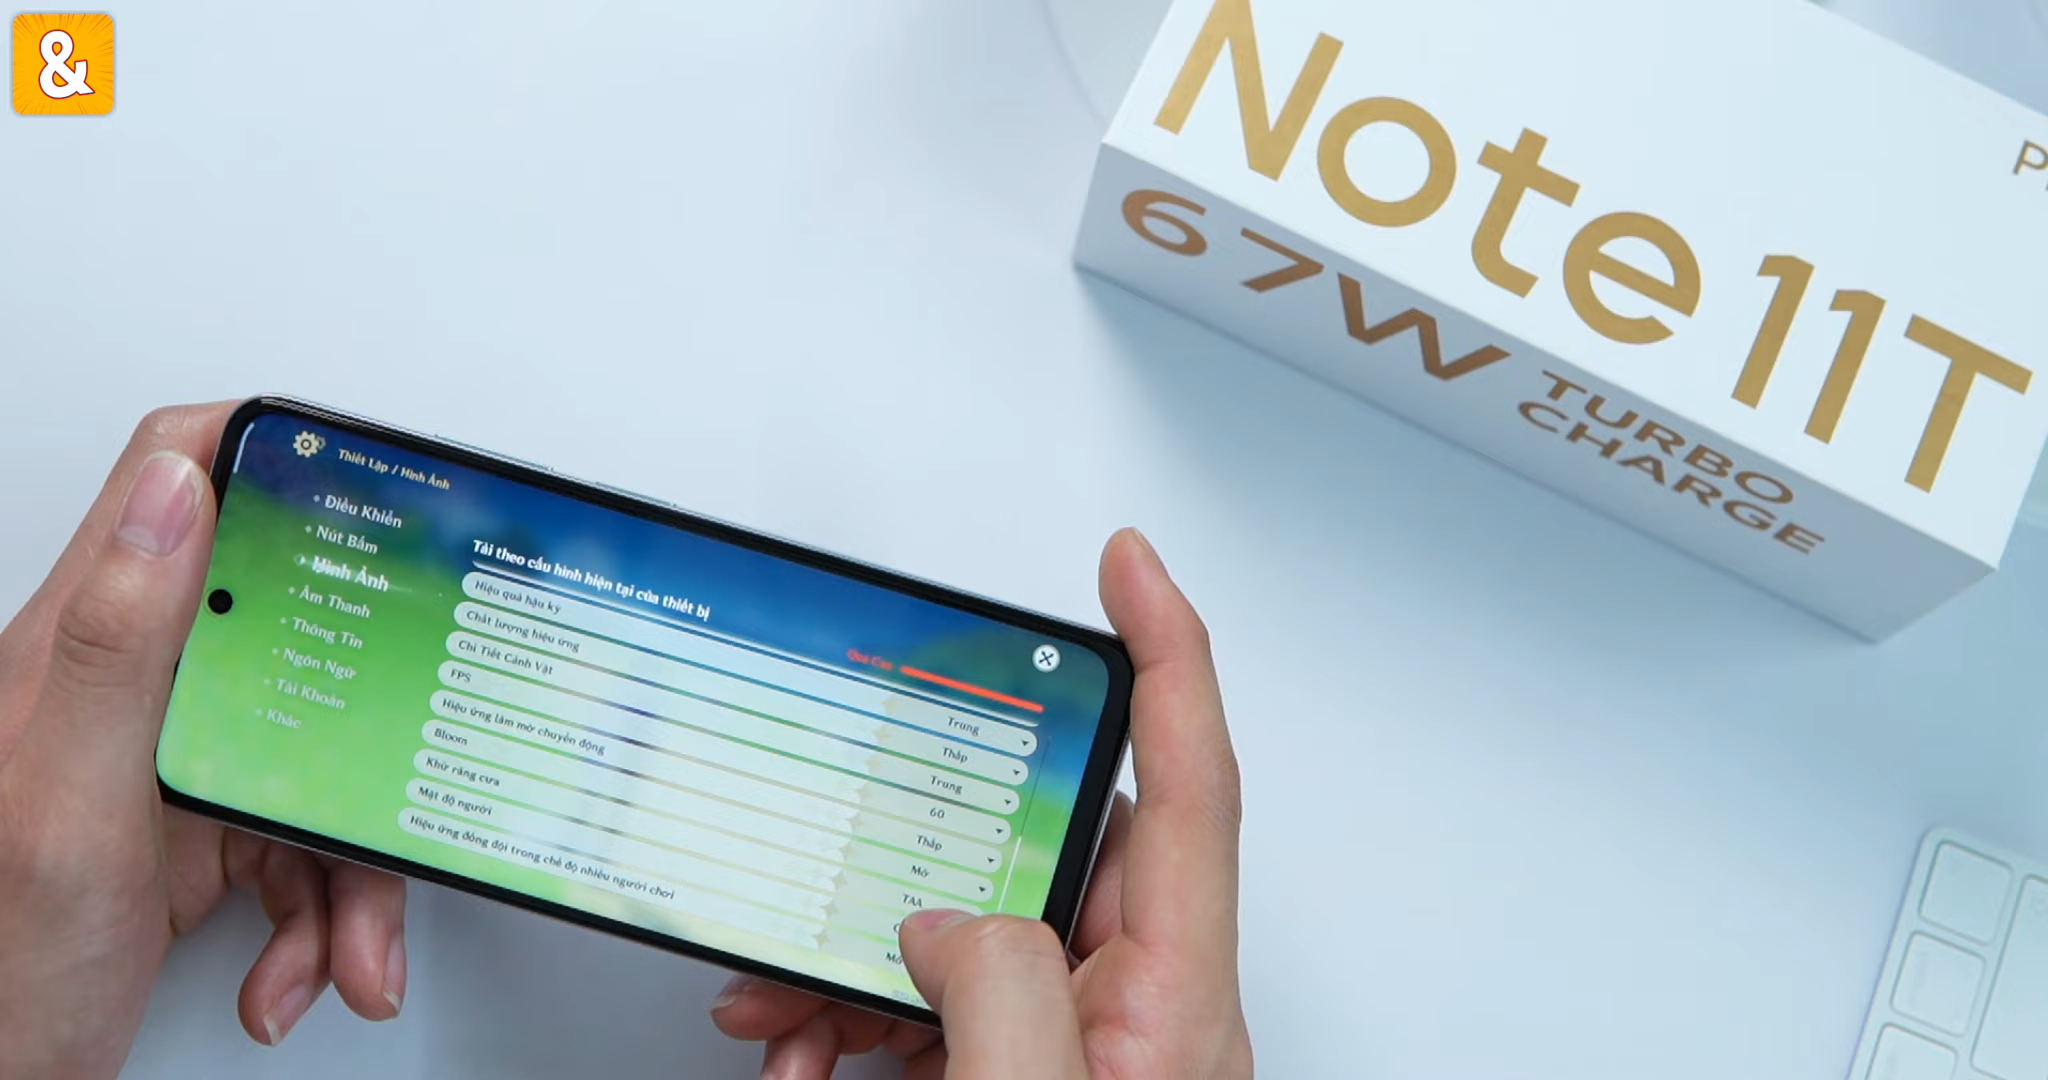 &
Note 11T
67W TURBO
CHARGE
Thiết Lập / Hình Ảnh
Điều Khiển
Nút Bấm
Hình Ảnh
Âm Thanh
Thông Tin
Ngôn Ngữ
Tài Khoản
Khác
Tải theo cấu hình hiện tại của thiết bị
Quá Cao
Hiệu quả hậu kỳ Trung
Chất lượng hiệu ứng Thấp
Chi Tiết Cảnh Vật Trung
FPS 60
Hiệu ứng làm mờ chuyển động Thấp
Bloom Mở
Khử răng cưa TAA
Mật độ người
Hiệu ứng đồng đội trong chế độ nhiều người chơi Mở